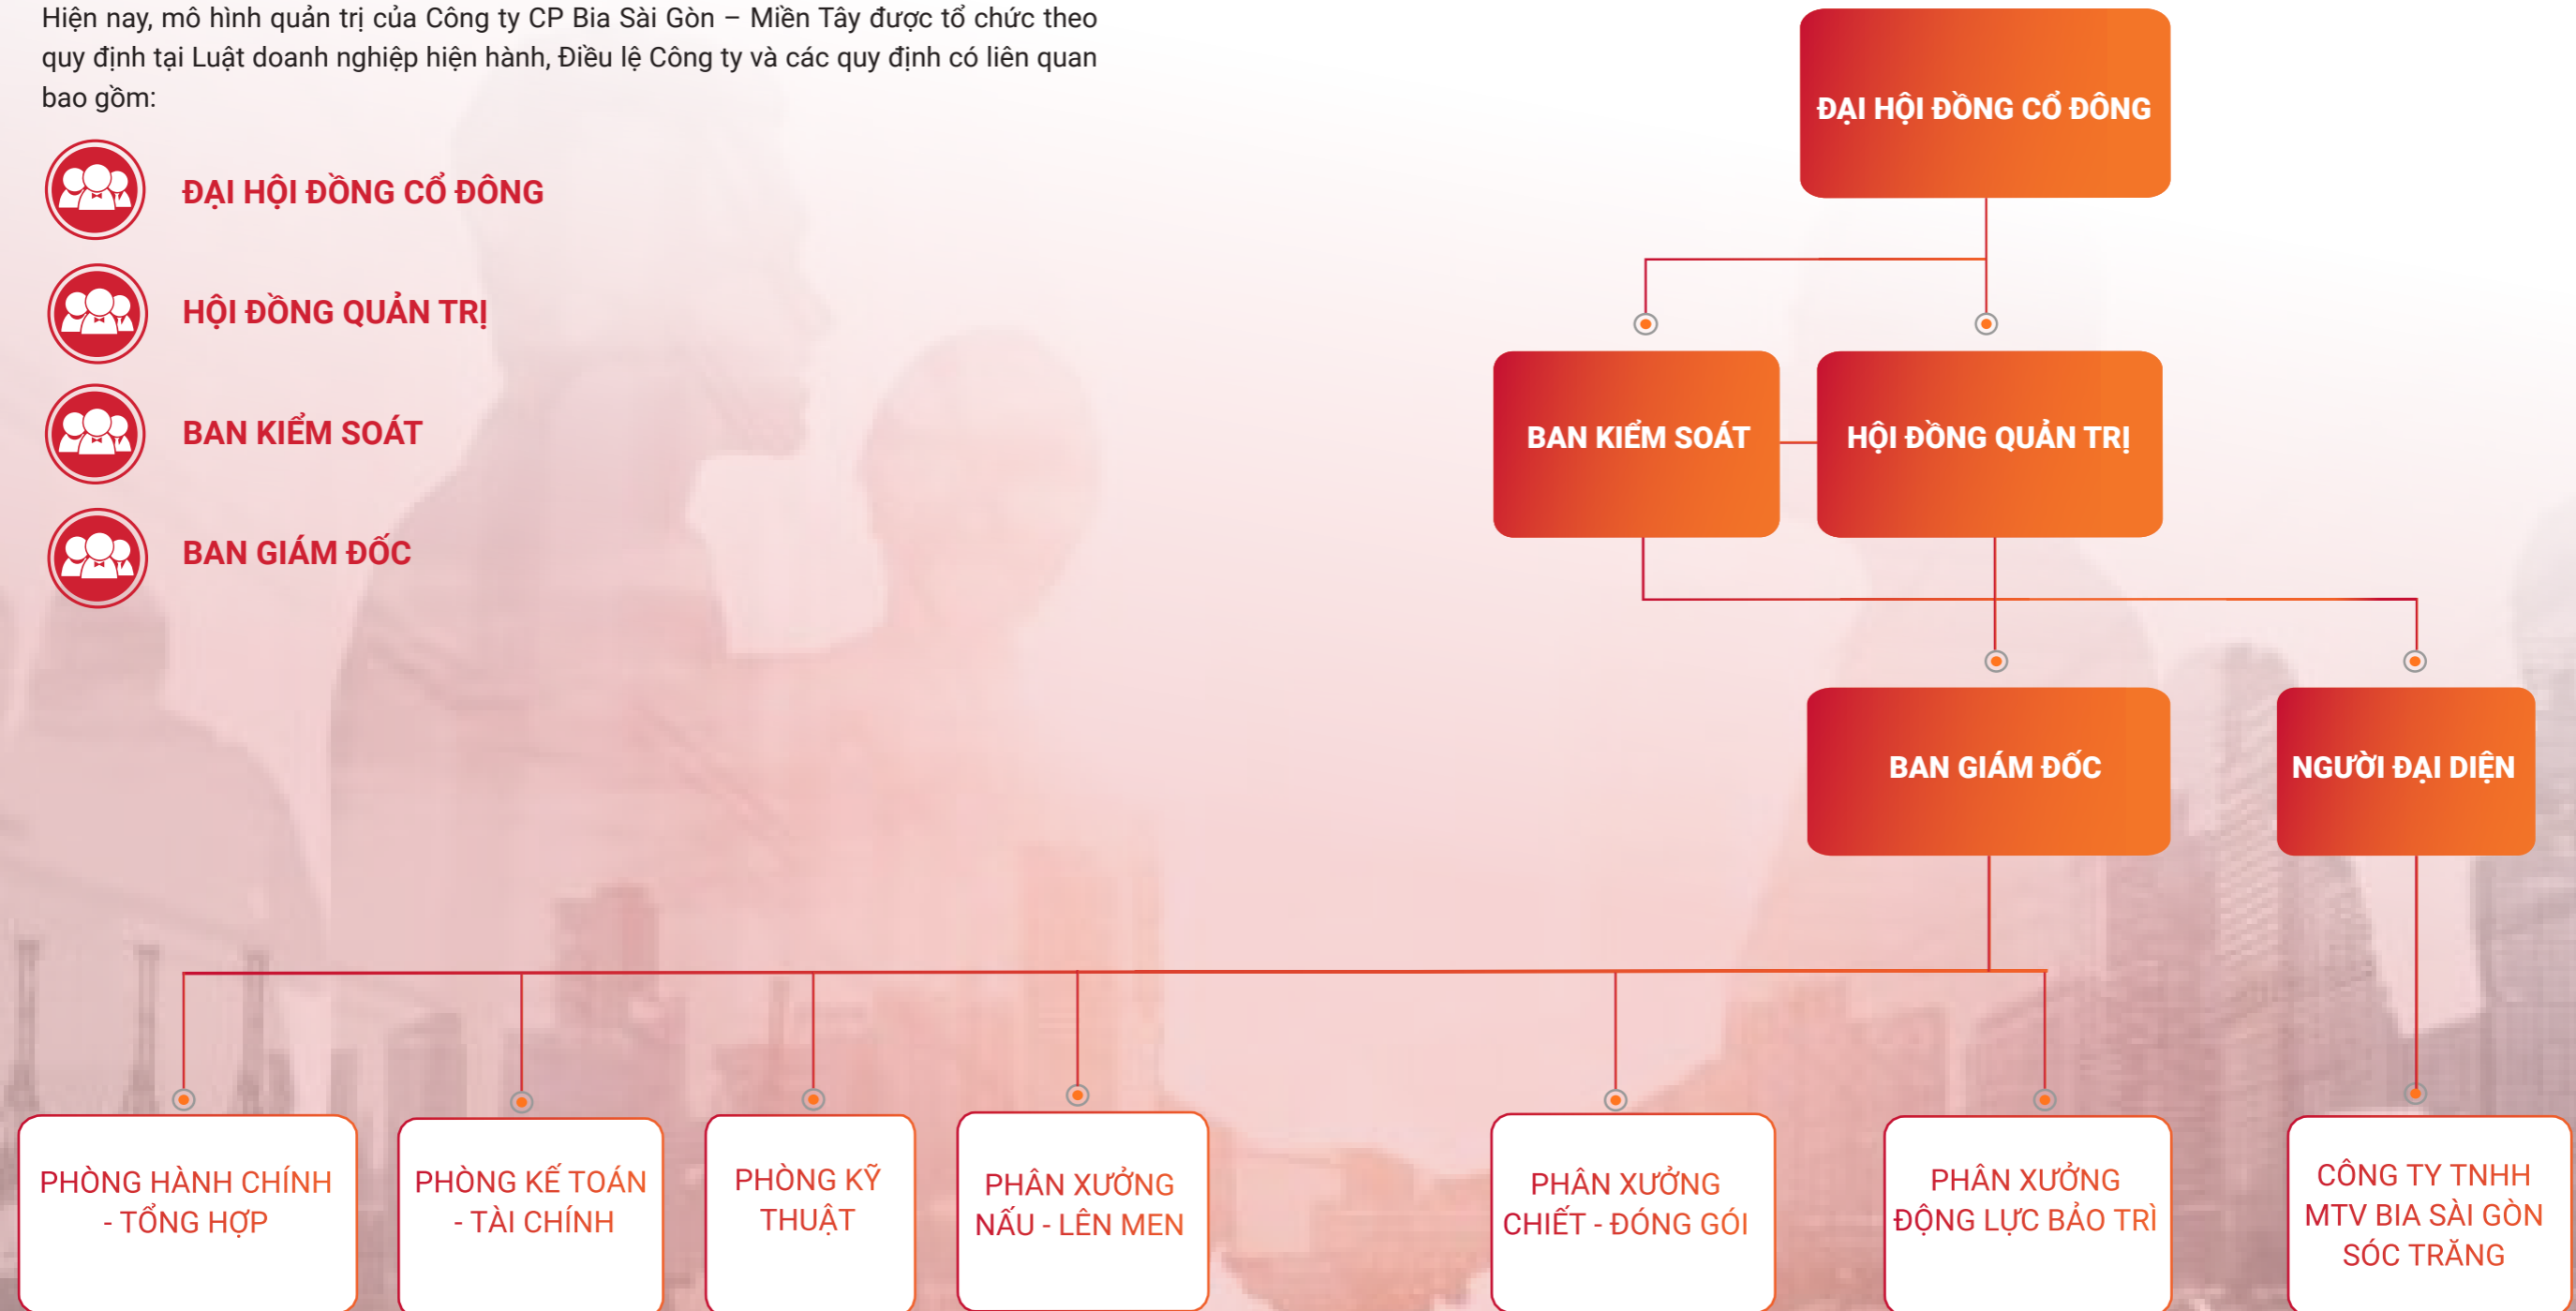 Hiện nay, mô hình quản trị của Công ty CP Bia Sài Gòn – Miền Tây được tổ chức theo
quy định tại Luật doanh nghiệp hiện hành, Điều lệ Công ty và các quy định có liên quan
bao gồm:
ĐẠI HỘI ĐỒNG CỔ ĐÔNG
HỘI ĐỒNG QUẢN TRỊ
BAN KIỂM SOÁT
BAN GIÁM ĐỐC
ĐẠI HỘI ĐỒNG CỔ ĐÔNG
BAN KIỂM SOÁT
HỘI ĐỒNG QUẢN TRỊ
BAN GIÁM ĐỐC
NGƯỜI ĐẠI DIỆN
PHÒNG HÀNH CHÍNH
- TỔNG HỢP
PHÒNG KẾ TOÁN
- TÀI CHÍNH
PHÒNG KỸ
THUẬT
PHÂN XƯỞNG
NẤU - LÊN MEN
PHÂN XƯỞNG
CHIẾT - ĐÓNG GÓI
PHÂN XƯỞNG
ĐỘNG LỰC BẢO TRÌ
CÔNG TY TNHH
MTV BIA SÀI GÒN
SÓC TRĂNG